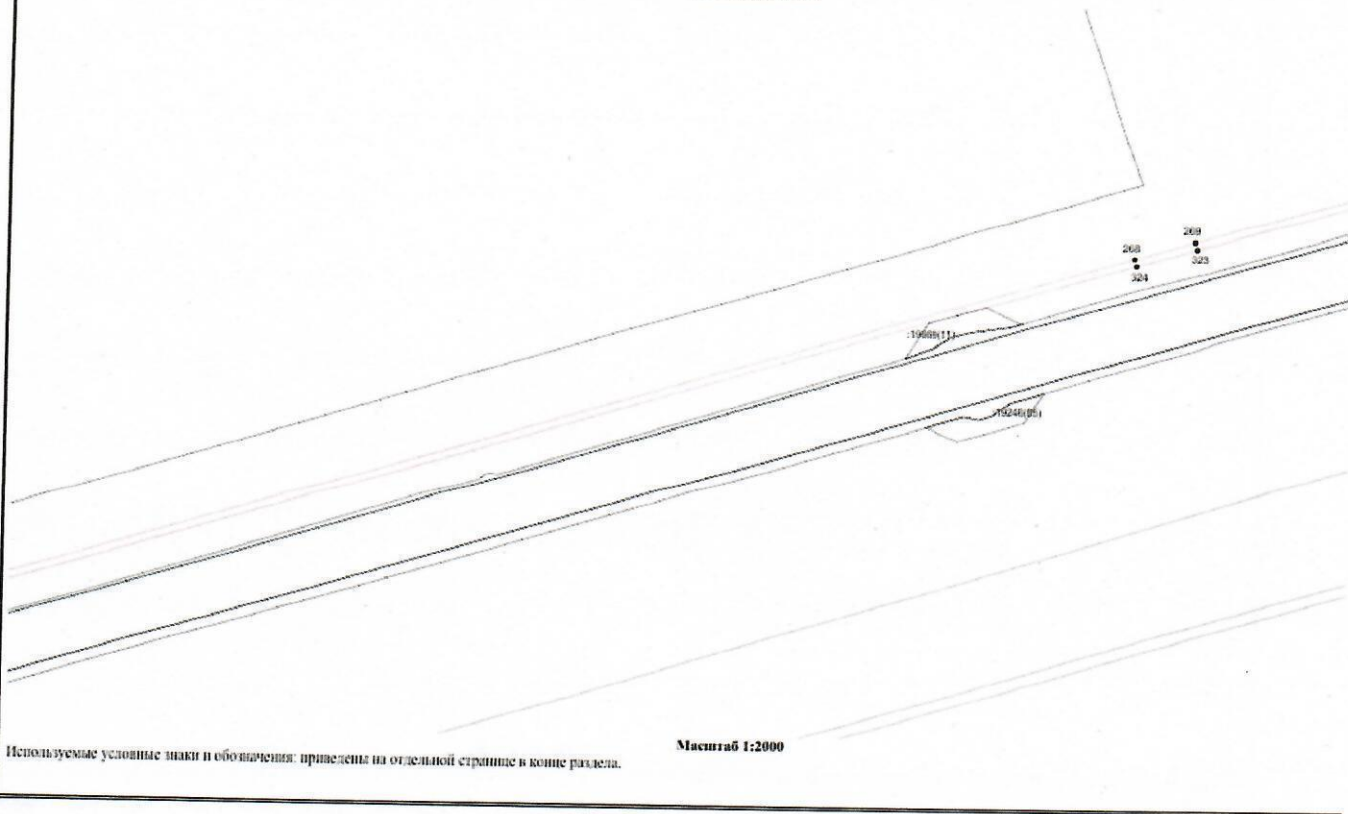 269
268
323
324
Масштаб 1:2000
Используемые условные знаки и обозначения: приведены на отдельной странице в конце раздела.